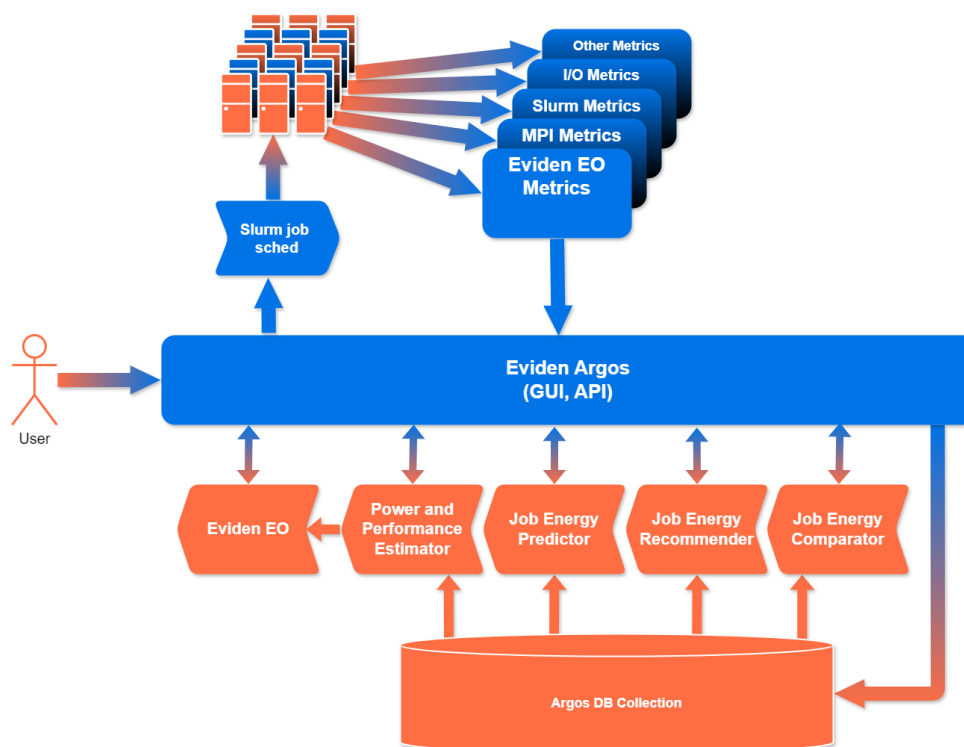 Other Metrics
I/O Metrics
Slurm Metrics
MPI Metrics
Eviden EO
Metrics
Slurm job
sched
Eviden Argos
(GUI, API)
User
Eviden EO
Power and
Performance
Estimator
Job Energy
Predictor
Job Energy
Recommender
Job Energy
Comparator
Argos DB Collection